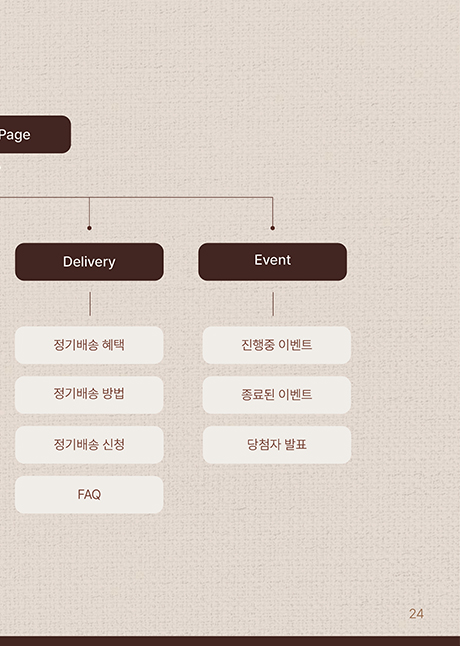 Page
Delivery
Event
정기배송 혜택
진행중 이벤트
정기배송 방법
종료된 이벤트
정기배송 신청
당첨자 발표
FAQ
24